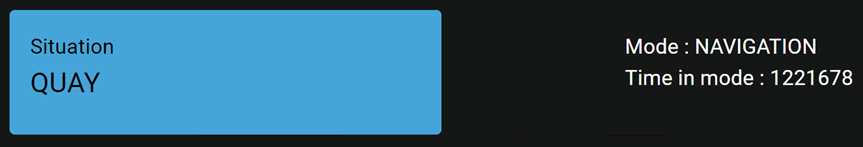 Situation
QUAY
Mode : NAVIGATION
Time in mode : 1221678